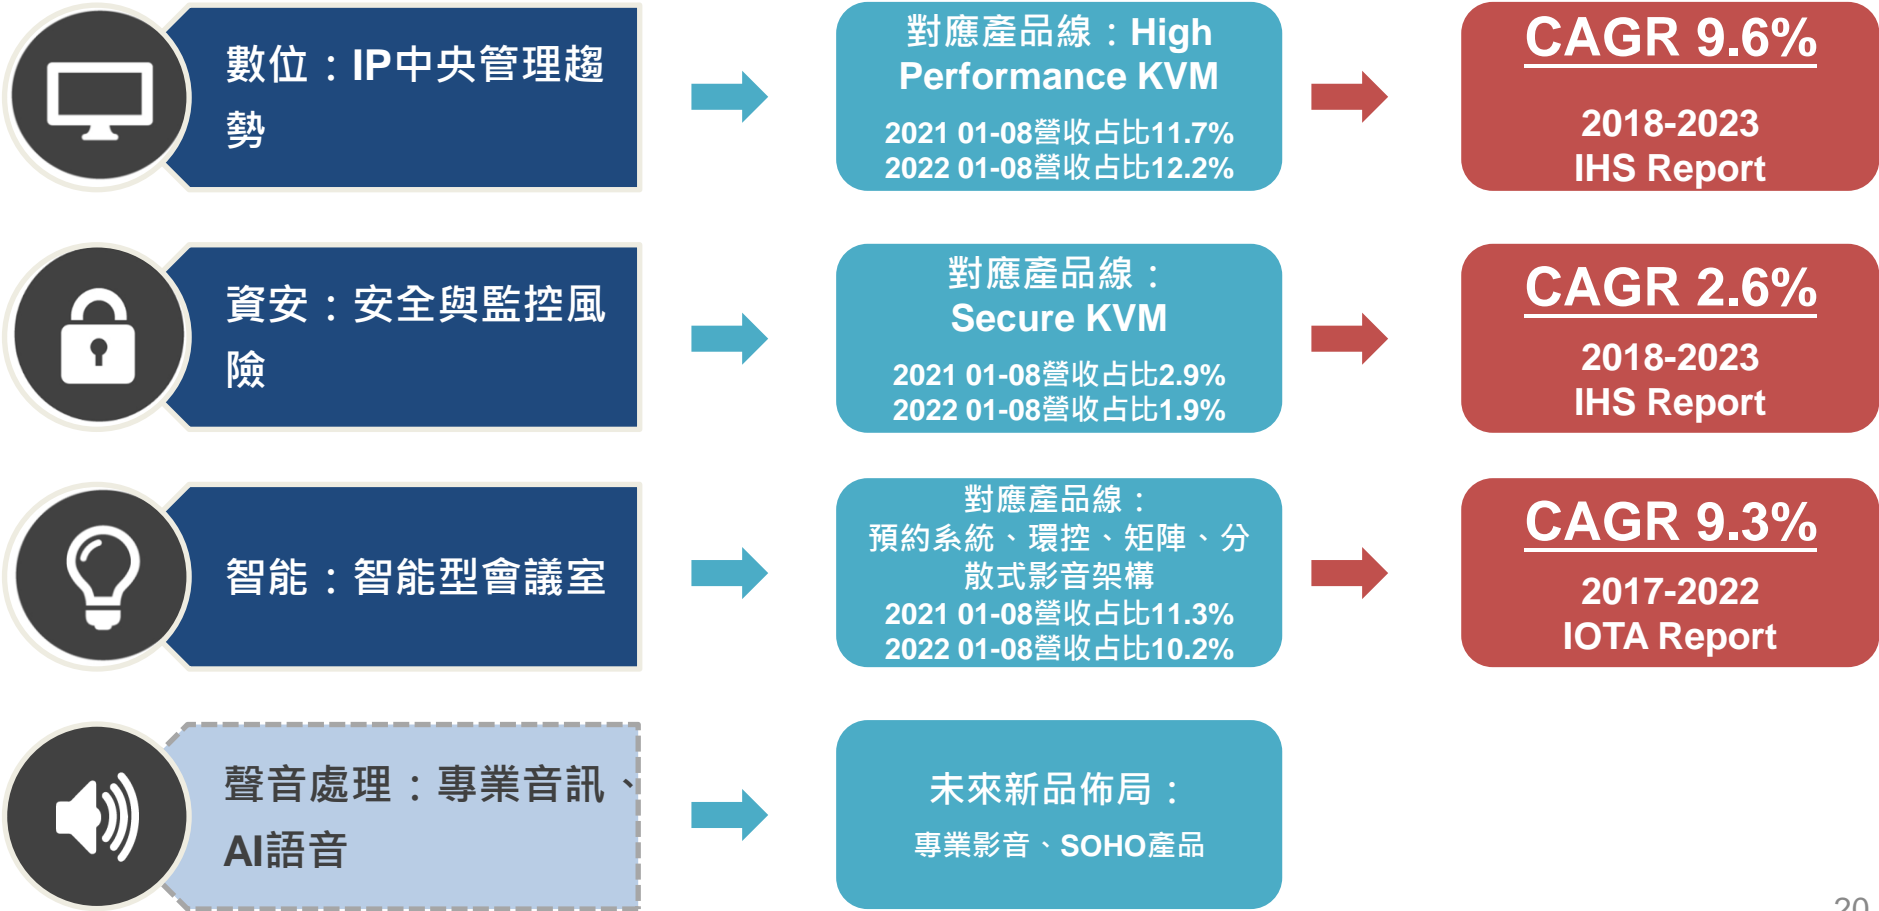 數位：IP中央管理趨
勢
對應產品線：High
Performance KVM
2021 01-08營收占比11.7%
2022 01-08營收占比12.2%
CAGR 9.6%
2018-2023
IHS Report
資安：安全與監控風
險
對應產品線：
Secure KVM
2021 01-08營收占比2.9%
2022 01-08營收占比1.9%
CAGR 2.6%
2018-2023
IHS Report
智能：智能型會議室
對應產品線：
預約系統、環控、矩陣、分
散式影音架構
2021 01-08營收占比11.3%
2022 01-08營收占比10.2%
CAGR 9.3%
2017-2022
IOTA Report
聲音處理：專業音訊、
AI語音
未來新品佈局：
專業影音、SOHO產品
20